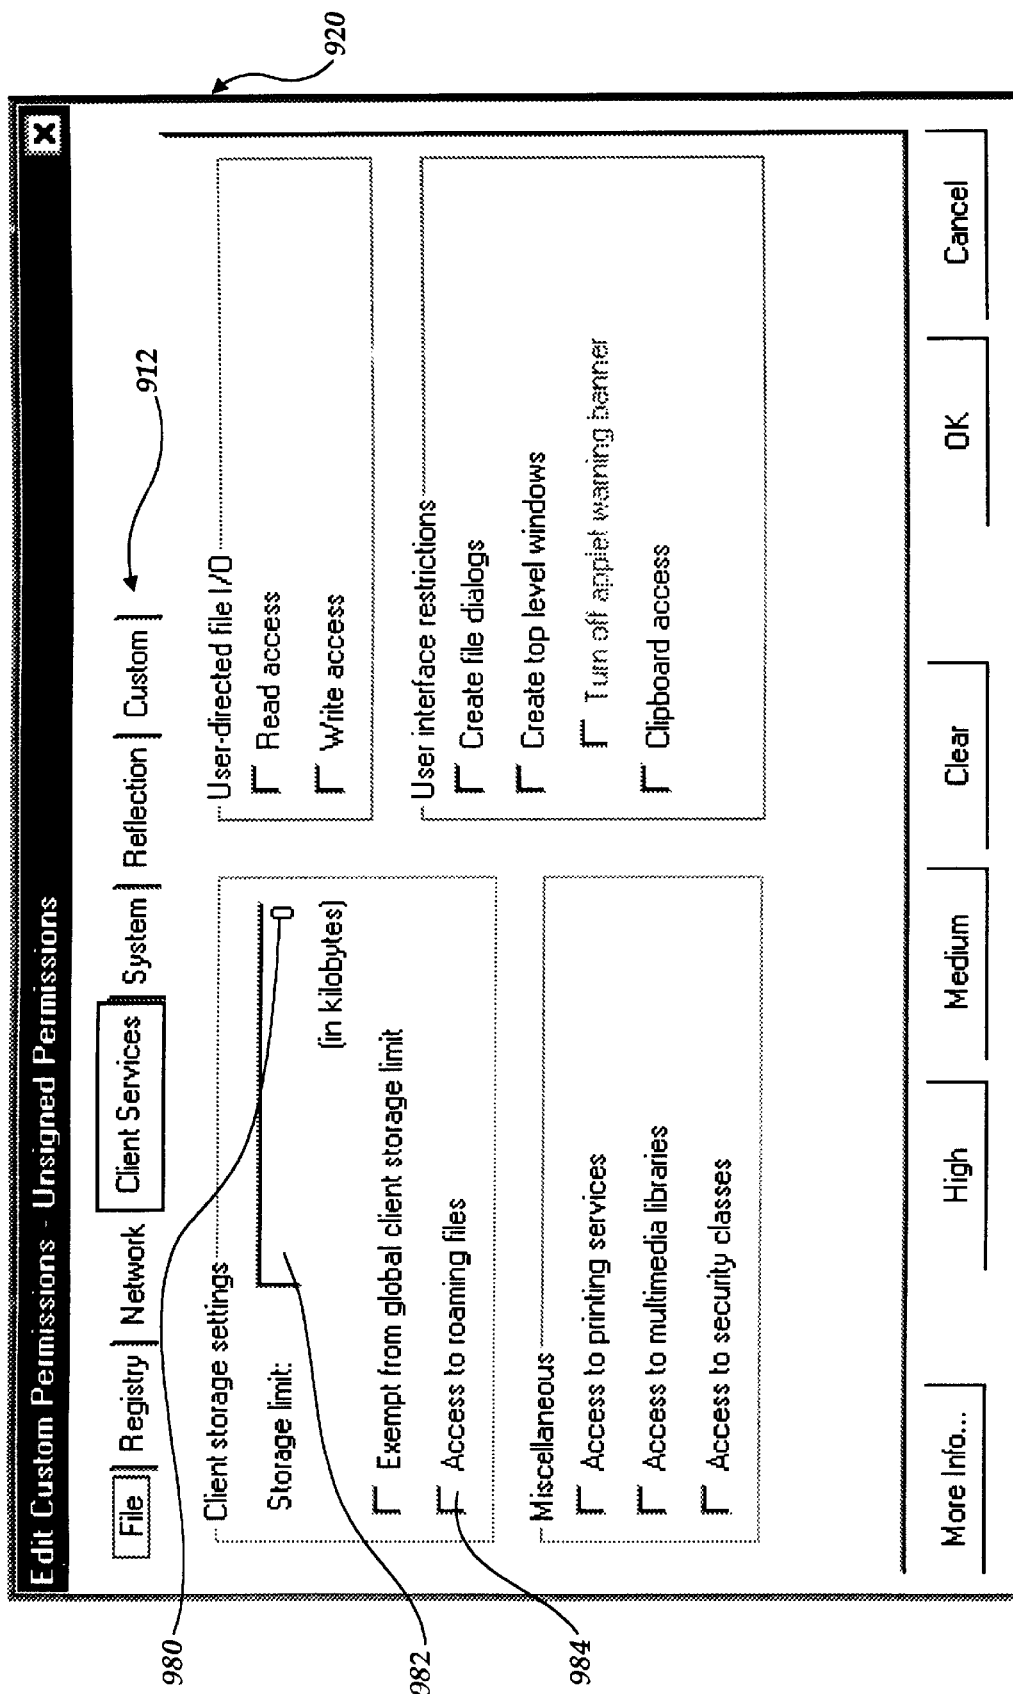 920
Edit Custom Permissions - Unsigned Permissions
912
File Registry Network Client Services System Reflection Custom
Client storage settings
Storage limit: 0
(in kilobytes)
Exempt from global client storage limit
Access to roaming files
Miscellaneous
Access to printing services
Access to multimedia libraries
Access to security classes
User-directed file I/O
Read access
Write access
User interface restrictions
Create file dialogs
Create top level windows
Turn off applet warning banner
Clipboard access
More Info... High Medium Clear OK Cancel
980
982
984